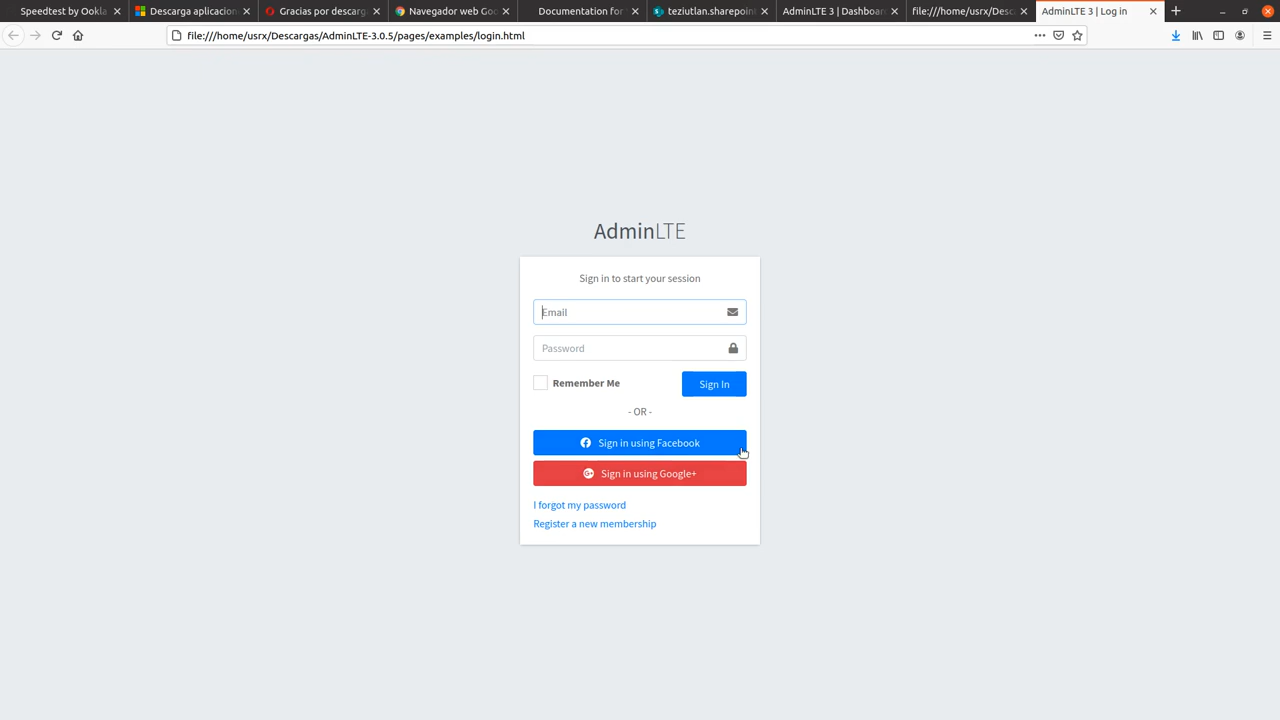 Speedtest by Ookla
Descarga aplicacion
Gracias por descarg
Navegador web Goo
Documentation for
teziutlan.sharepoint
AdminLTE 3 | Dashboar
file:///home/usrx/Desc
AdminLTE 3 | Log in
file:///home/usrx/Descargas/AdminLTE-3.0.5/pages/examples/login.html
AdminLTE
Sign in to start your session
Email
Password
Remember Me
Sign In
- OR -
Sign in using Facebook
Sign in using Google+
I forgot my password
Register a new membership